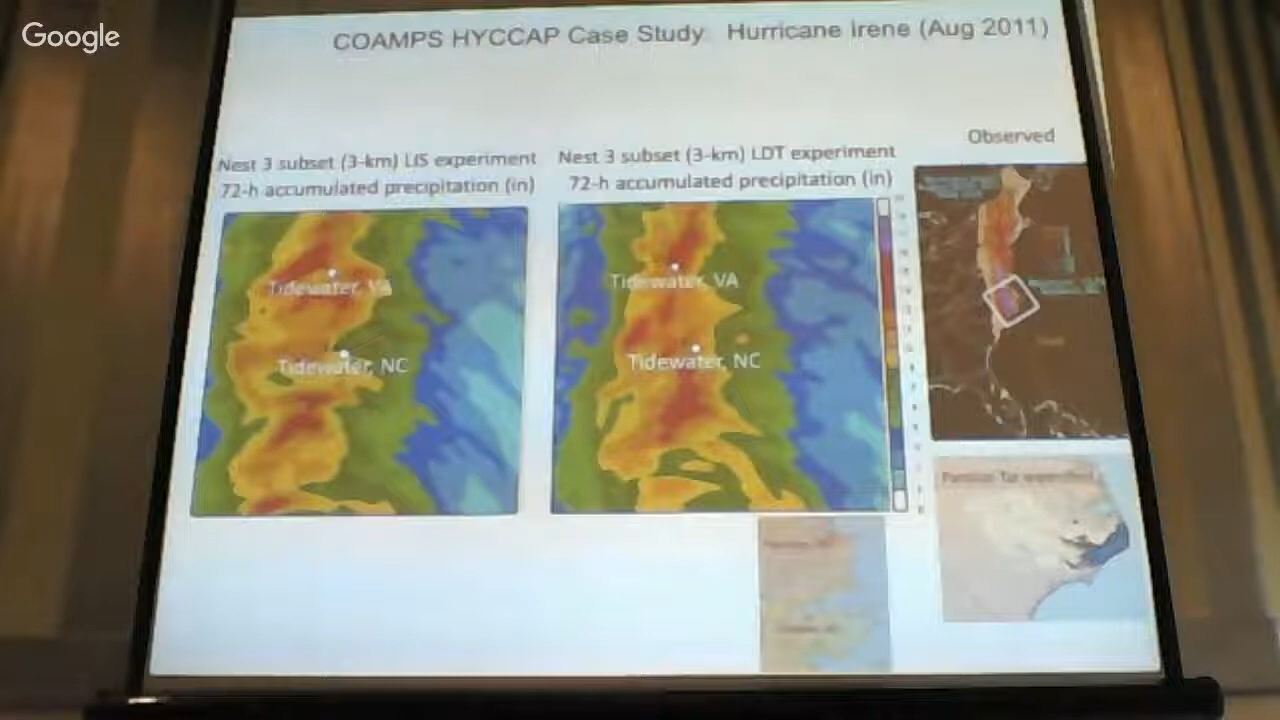 Google
COAMPS HYCCAP Case Study Hurricane Irene (Aug 2011)
Observed
Nest 3 subset (3-km) LIS experiment
72-h accumulated precipitation (in)
Nest 3 subset (3-km) LDT experiment
72-h accumulated precipitation (in)
Tidewater, VA
Tidewater, NC
Tidewater, VA
Tidewater, NC